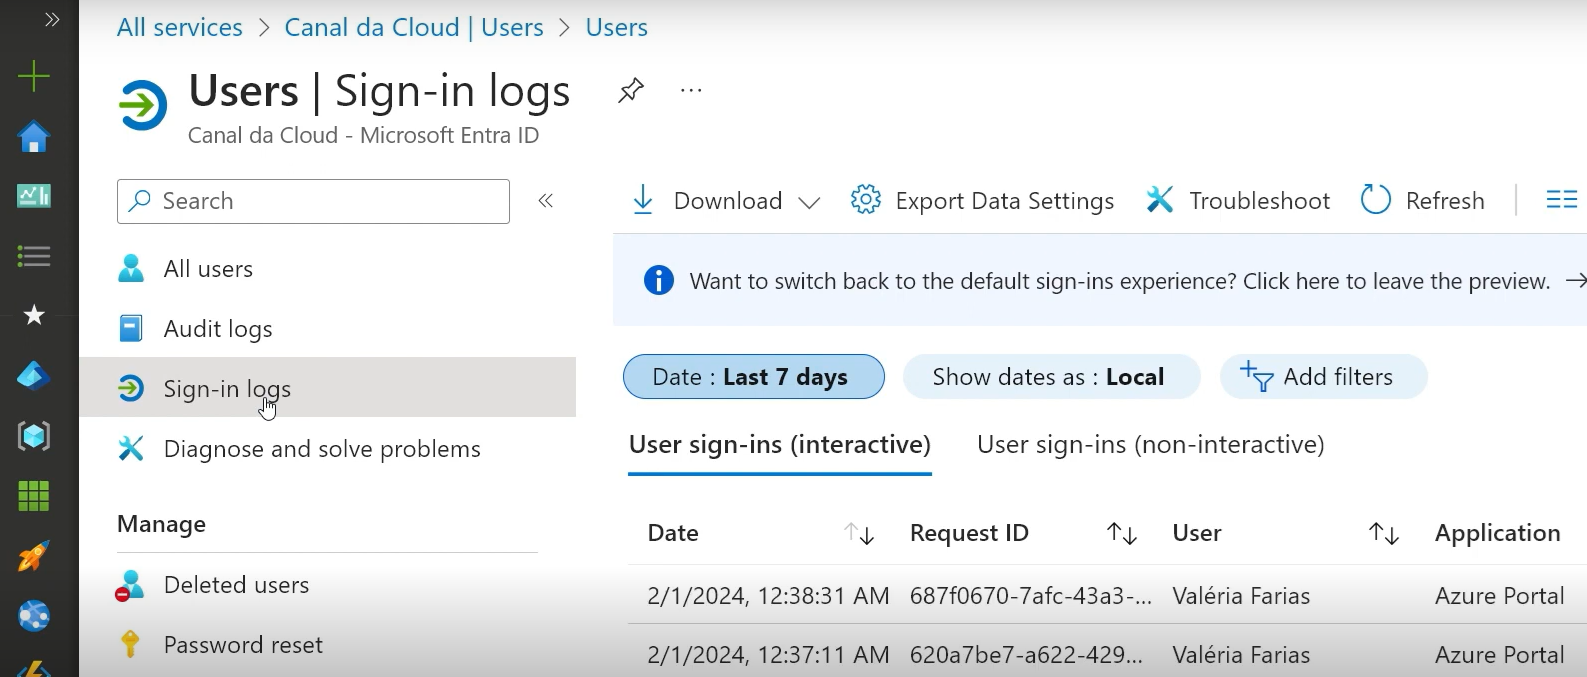 All services > Canal da Cloud | Users > Users
Users | Sign-in logs
Canal da Cloud - Microsoft Entra ID
Search
All users
Audit logs
Sign-in logs
Diagnose and solve problems
Manage
Deleted users
Password reset
Download
Export Data Settings
Troubleshoot
Refresh
Want to switch back to the default sign-ins experience? Click here to leave the preview.
Date : Last 7 days
Show dates as : Local
Add filters
User sign-ins (interactive)
User sign-ins (non-interactive)
Date Request ID User Application
2/1/2024, 12:38:31 AM 687f0670-7afc-43a3-... Valéria Farias Azure Portal
2/1/2024, 12:37:11 AM 620a7be7-a622-429... Valéria Farias Azure Portal